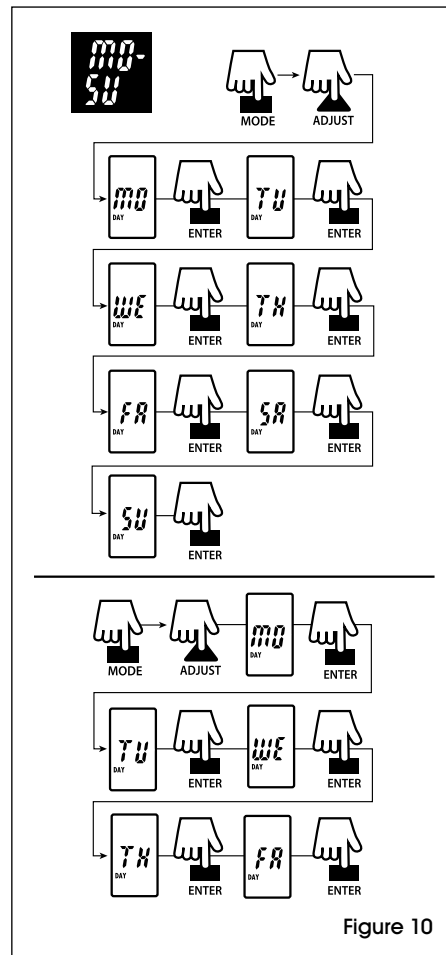 MO-
SU
MODE ADJUST
MO TU
DAY DAY
ENTER ENTER
WE TH
DAY DAY
ENTER ENTER
FR SA
DAY DAY
ENTER ENTER
SU
DAY
ENTER
MO
DAY
MODE ADJUST ENTER
TU WE
DAY DAY
ENTER ENTER
TH FR
DAY DAY
ENTER ENTER
Figure 10